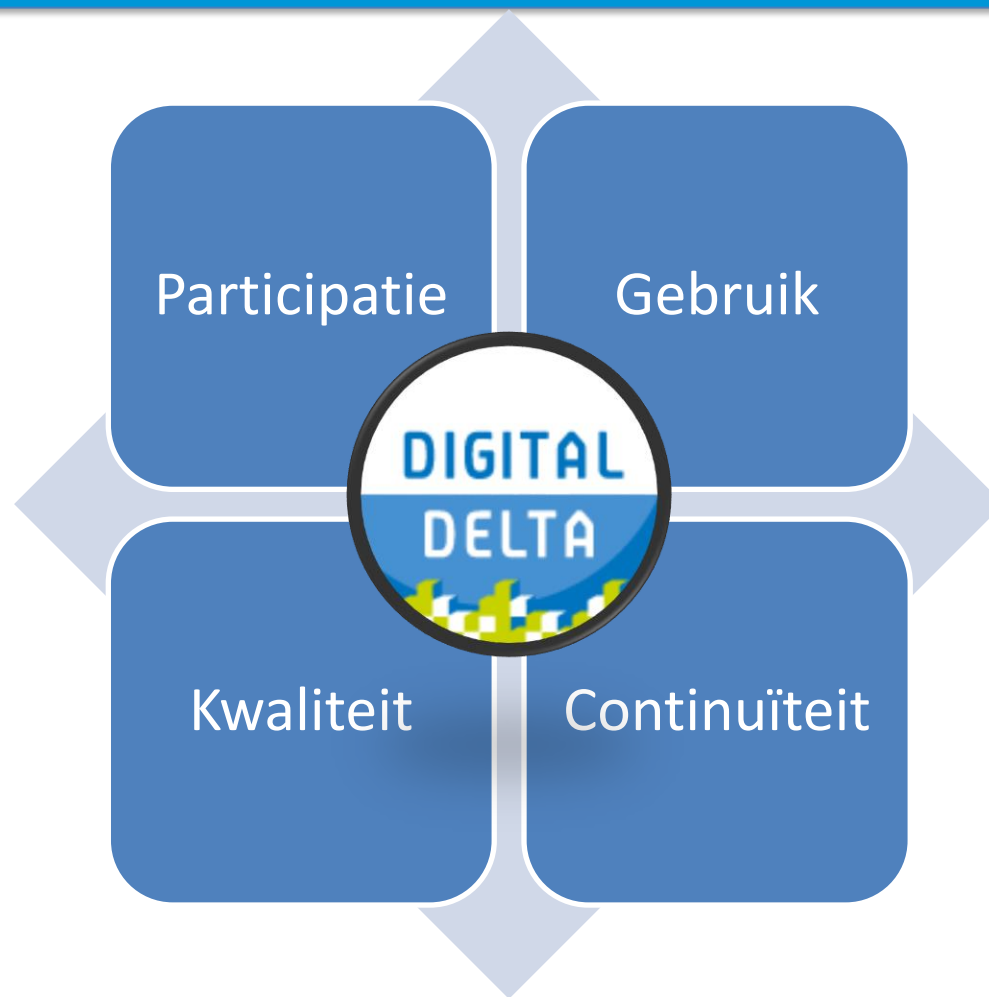 Participatie
Gebruik
DIGITAL
DELTA
Kwaliteit
Continuïteit